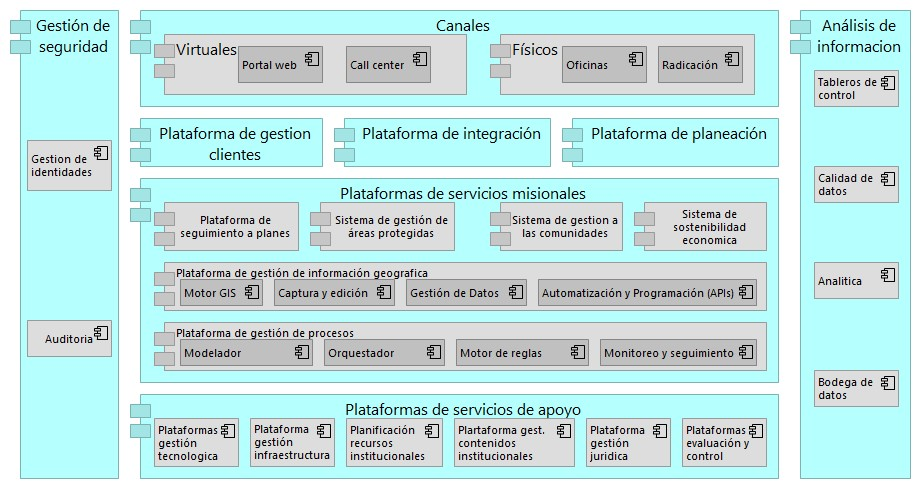 Gestión de
seguridad
Gestion de
identidades
Auditoria
Canales
Virtuales
Portal web
Call center
Físicos
Oficinas
Radicación
Plataforma de gestion
clientes
Plataforma de integración
Plataforma de planeación
Plataformas de servicios misionales
Plataforma de
seguimiento a planes
Sistema de gestión de
áreas protegidas
Sistema de gestion a
las comunidades
Sistema de
sostenibilidad
economica
Plataforma de gestión de información geografica
Motor GIS
Captura y edición
Gestión de Datos
Automatización y Programación (APIs)
Plataforma de gestión de procesos
Modelador
Orquestador
Motor de reglas
Monitoreo y seguimiento
Plataformas de servicios de apoyo
Plataformas
gestión
tecnologica
Plataforma
gestión
infraestructura
Planificación
recursos
institucionales
Plartaforma gest.
contenidos
institucionales
Plataforma
gestión
juridica
Plataformas
evaluación y
control
Análisis de
informacion
Tableros de
control
Calidad de
datos
Analitica
Bodega de
datos